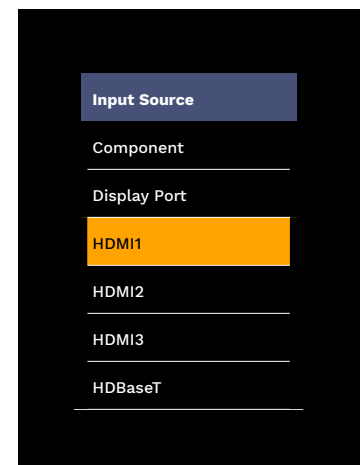 Input Source
Component
Display Port
HDMI1
HDMI2
HDMI3
HDBaseT